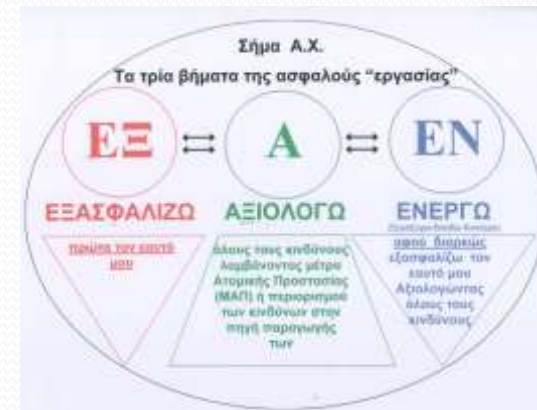 Σήμα Α.Χ.
Τα τρία βήματα της ασφαλούς “εργασίας”
ΕΞ
Α
ΕΝ
ΕΞΑΣΦΑΛΙΖΩ
πρώτα τον εαυτό
μου
ΑΞΙΟΛΟΓΩ
όλους τους κινδύνους
λαμβάνοντας μέτρα
Ατομικής Προστασίας
(ΜΑΠ) ή περιορισμού
των κινδύνων στην
πηγή παραγωγής
των
ΕΝΕΡΓΩ
αφού διαρκώς
εξασφαλίζω τον
εαυτό μου
Αξιολογώντας
όλους τους
κινδύνους